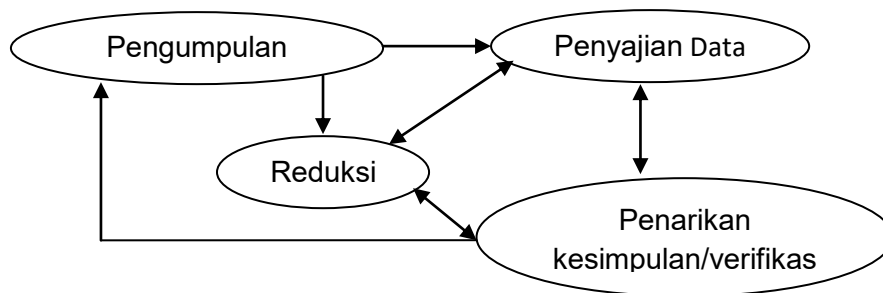 Pengumpulan
Penyajian Data
Reduksi
Penarikan
kesimpulan/verifikas